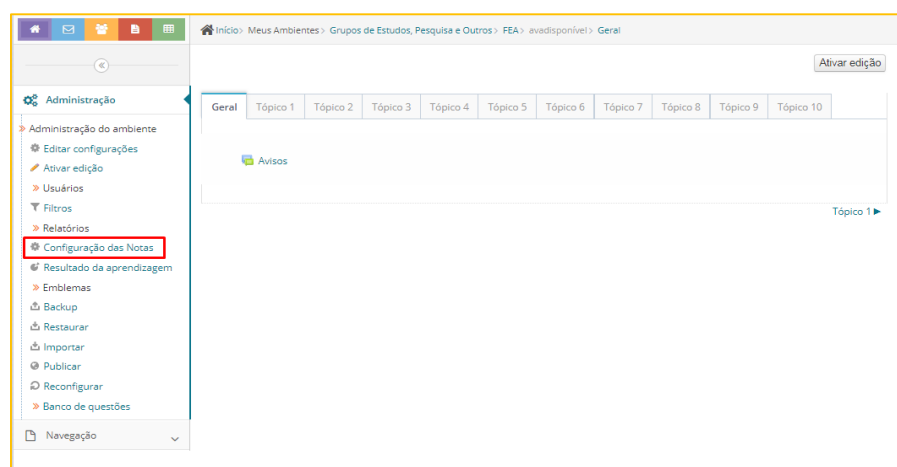 Início> Meus Ambientes> Grupos de Estudos, Pesquisa e Outros> FEA> avadisponível> Geral
Ativar edição
Administração
Administração do ambiente
Editar configurações
Ativar edição
Usuários
Filtros
Relatórios
Configuração das Notas
Resultado da aprendizagem
Emblemas
Backup
Restaurar
Importar
Publicar
Reconfigurar
Banco de questões
Navegação
Geral Tópico 1 Tópico 2 Tópico 3 Tópico 4 Tópico 5 Tópico 6 Tópico 7 Tópico 8 Tópico 9 Tópico 10
Avisos
Tópico 1►